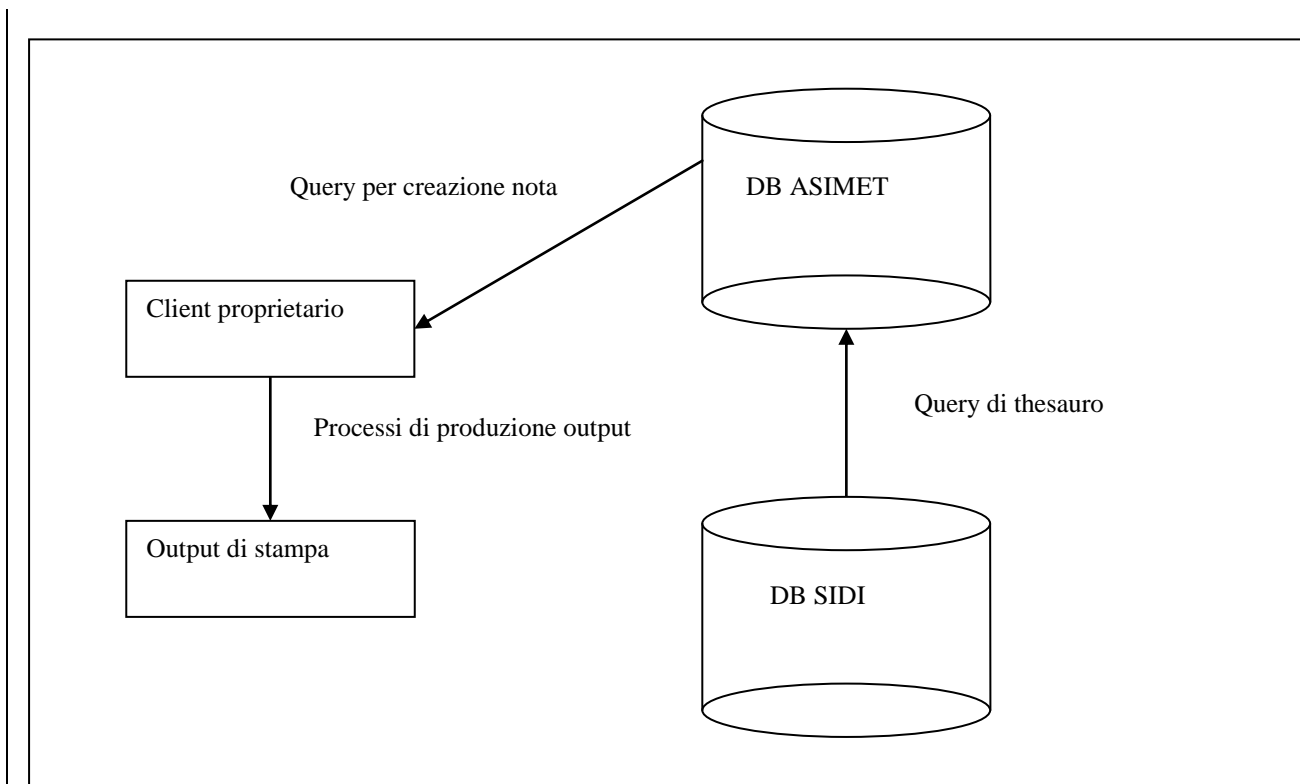 DB ASIMET
Query per creazione nota
Client proprietario
Query di thesauro
Processi di produzione output
Output di stampa
DB SIDI